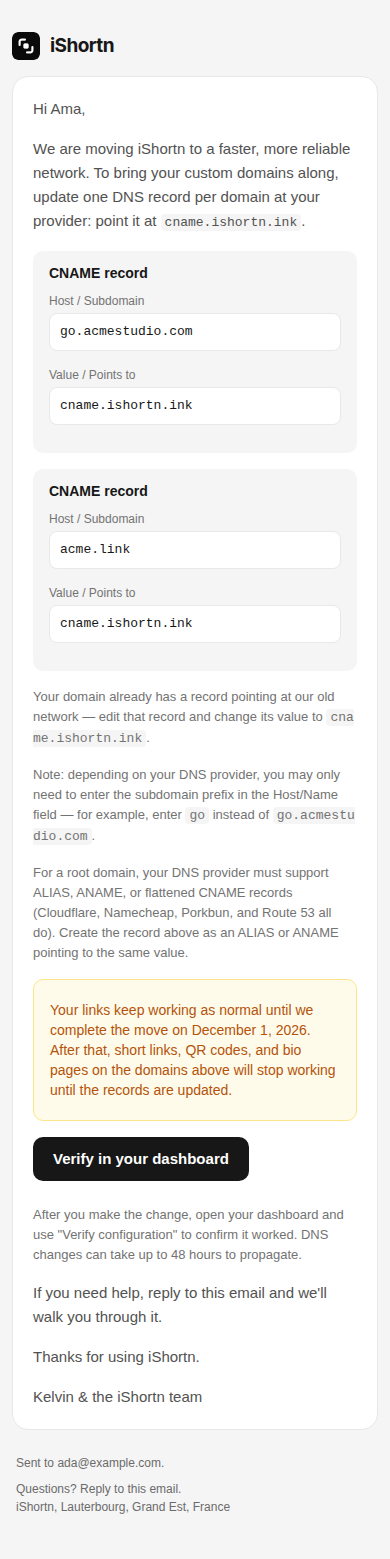 iShortn
Hi Ama,
We are moving iShortn to a faster, more reliable
network. To bring your custom domains along,
update one DNS record per domain at your
provider: point it at cname.ishortn.ink.
CNAME record
Host / Subdomain
go.acmestudio.com
Value / Points to
cname.ishortn.ink
CNAME record
Host / Subdomain
acme.link
Value / Points to
cname.ishortn.ink
Your domain already has a record pointing at our old
network — edit that record and change its value to cna
me.ishortn.ink.
Note: depending on your DNS provider, you may only
need to enter the subdomain prefix in the Host/Name
field — for example, enter go instead of go.acmestu
dio.com.
For a root domain, your DNS provider must support
ALIAS, ANAME, or flattened CNAME records
(Cloudflare, Namecheap, Porkbun, and Route 53 all
do). Create the record above as an ALIAS or ANAME
pointing to the same value.
Your links keep working as normal until we
complete the move on December 1, 2026.
After that, short links, QR codes, and bio
pages on the domains above will stop working
until the records are updated.
Verify in your dashboard
After you make the change, open your dashboard and
use "Verify configuration" to confirm it worked. DNS
changes can take up to 48 hours to propagate.
If you need help, reply to this email and we'll
walk you through it.
Thanks for using iShortn.
Kelvin & the iShortn team
Sent to ada@example.com.
Questions? Reply to this email.
iShortn, Lauterbourg, Grand Est, France